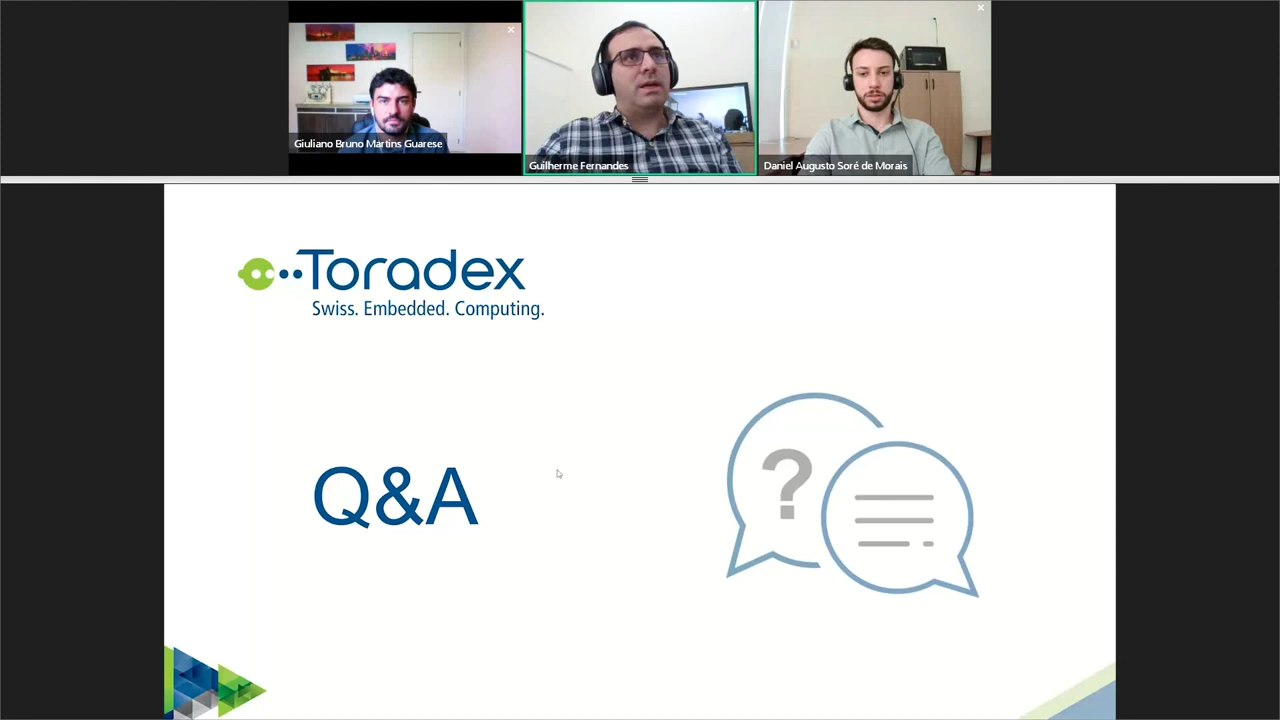 Giuliano Bruno Martins Guarese
Guilherme Fernandes
Daniel Augusto Soré de Morais
Toradex
Swiss. Embedded. Computing.
Q&A
?